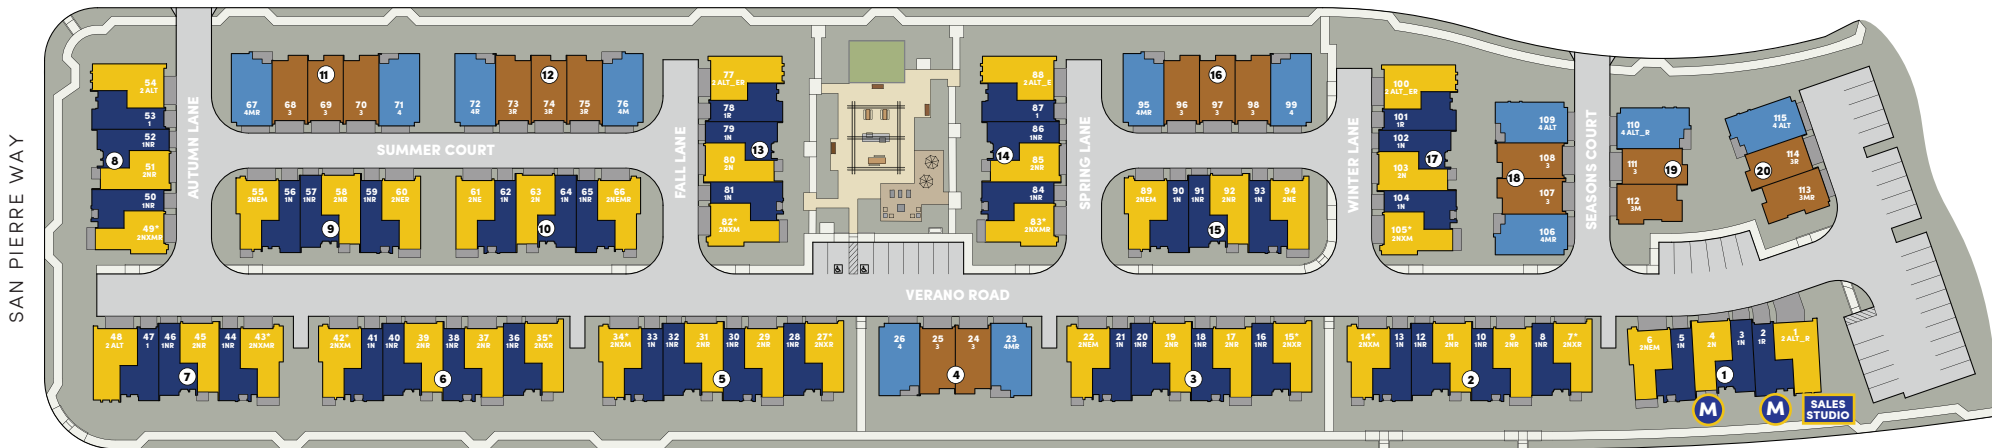 SAN PIERRE WAY
AUTUMN LANE
SUMMER COURT
FALL LANE
SPRING LANE
WINTER LANE
SEASONS COURT
VERANO ROAD
54
2 ALT
53
1
52
1NR
8
51
2NR
50
1NR
49*
2NXMR
11
67
4MR
68
3
69
3
70
3
71
4
12
72
4R
73
3R
74
3R
75
3R
76
4M
77
2 ALT_ER
78
1R
79
1N
13
80
2N
81
1N
82*
2NXM
88
2 ALT_E
87
1
86
1NR
14
85
2NR
84
1NR
83*
2NXMR
16
95
4MR
96
3
97
3
98
3
99
4
100
2 ALT_ER
101
1R
102
1N
17
103
2N
104
1N
105*
2NXM
109
4 ALT
108
3
18
107
3
106
4MR
110
4 ALT_R
111
3
19
112
3M
115
4 ALT
114
3R
20
113
3MR
55
2NEM
56
1N
57
1NR
58
2NR
59
1NR
60
2NER
9
61
2NE
62
1N
63
2N
64
1N
65
1NR
66
2NEMR
10
89
2NEM
90
1N
91
1NR
92
2NR
93
1N
94
2NE
15
48
2 ALT
47
1
46
1NR
45
2NR
44
1NR
43*
2NXMR
7
42*
2NXM
41
1N
40
1NR
39
2NR
38
1NR
37
2NR
36
1NR
35*
2NXR
6
34*
2NXM
33
1N
32
1NR
31
2NR
30
1NR
29
2NR
28
1NR
27*
2NXR
5
26
4
25
3
24
3
23
4MR
4
22
2NEM
21
1N
20
1NR
19
2NR
18
1NR
17
2NR
16
1NR
15*
2NXR
3
14*
2NXM
13
1N
12
1NR
11
2NR
10
1NR
9
2NR
8
1NR
7*
2NXR
2
6
2NEM
5
1N
4
2N
3
1N
2
1R
1
2 ALT_R
1
M
M
SALES
STUDIO